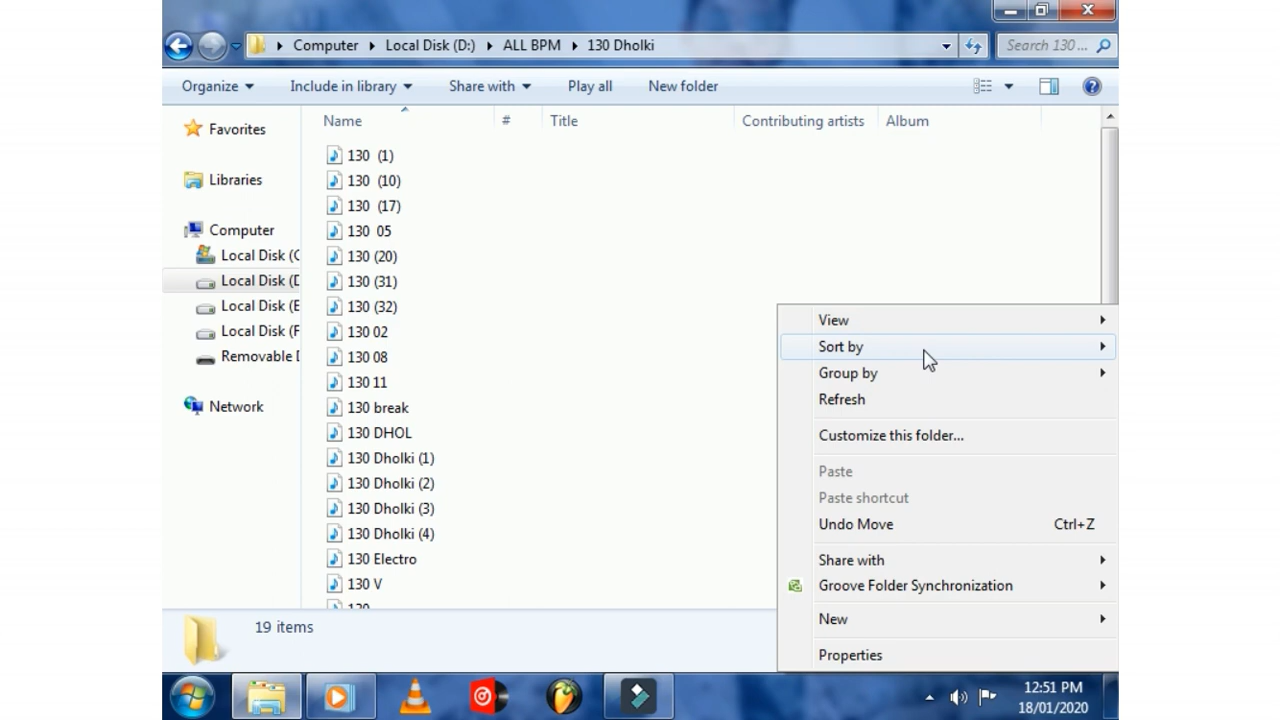 Computer Local Disk (D:) ALL BPM 130 Dholki Search 130 ...
Organize Include in library Share with Play all New folder
Name # Title Contributing artists Album
Favorites
Libraries
Computer
Local Disk (C
Local Disk (D
Local Disk (E
Local Disk (F
Removable D
Network
130 (1)
130 (10)
130 (17)
130 05
130 (20)
130 (31)
130 (32)
130 02
130 08
130 11
130 break
130 DHOL
130 Dholki (1)
130 Dholki (2)
130 Dholki (3)
130 Dholki (4)
130 Electro
130 V
130
View
Sort by
Group by
Refresh
Customize this folder...
Paste
Paste shortcut
Undo Move Ctrl+Z
Share with
Groove Folder Synchronization
New
Properties
19 items
12:51 PM
18/01/2020